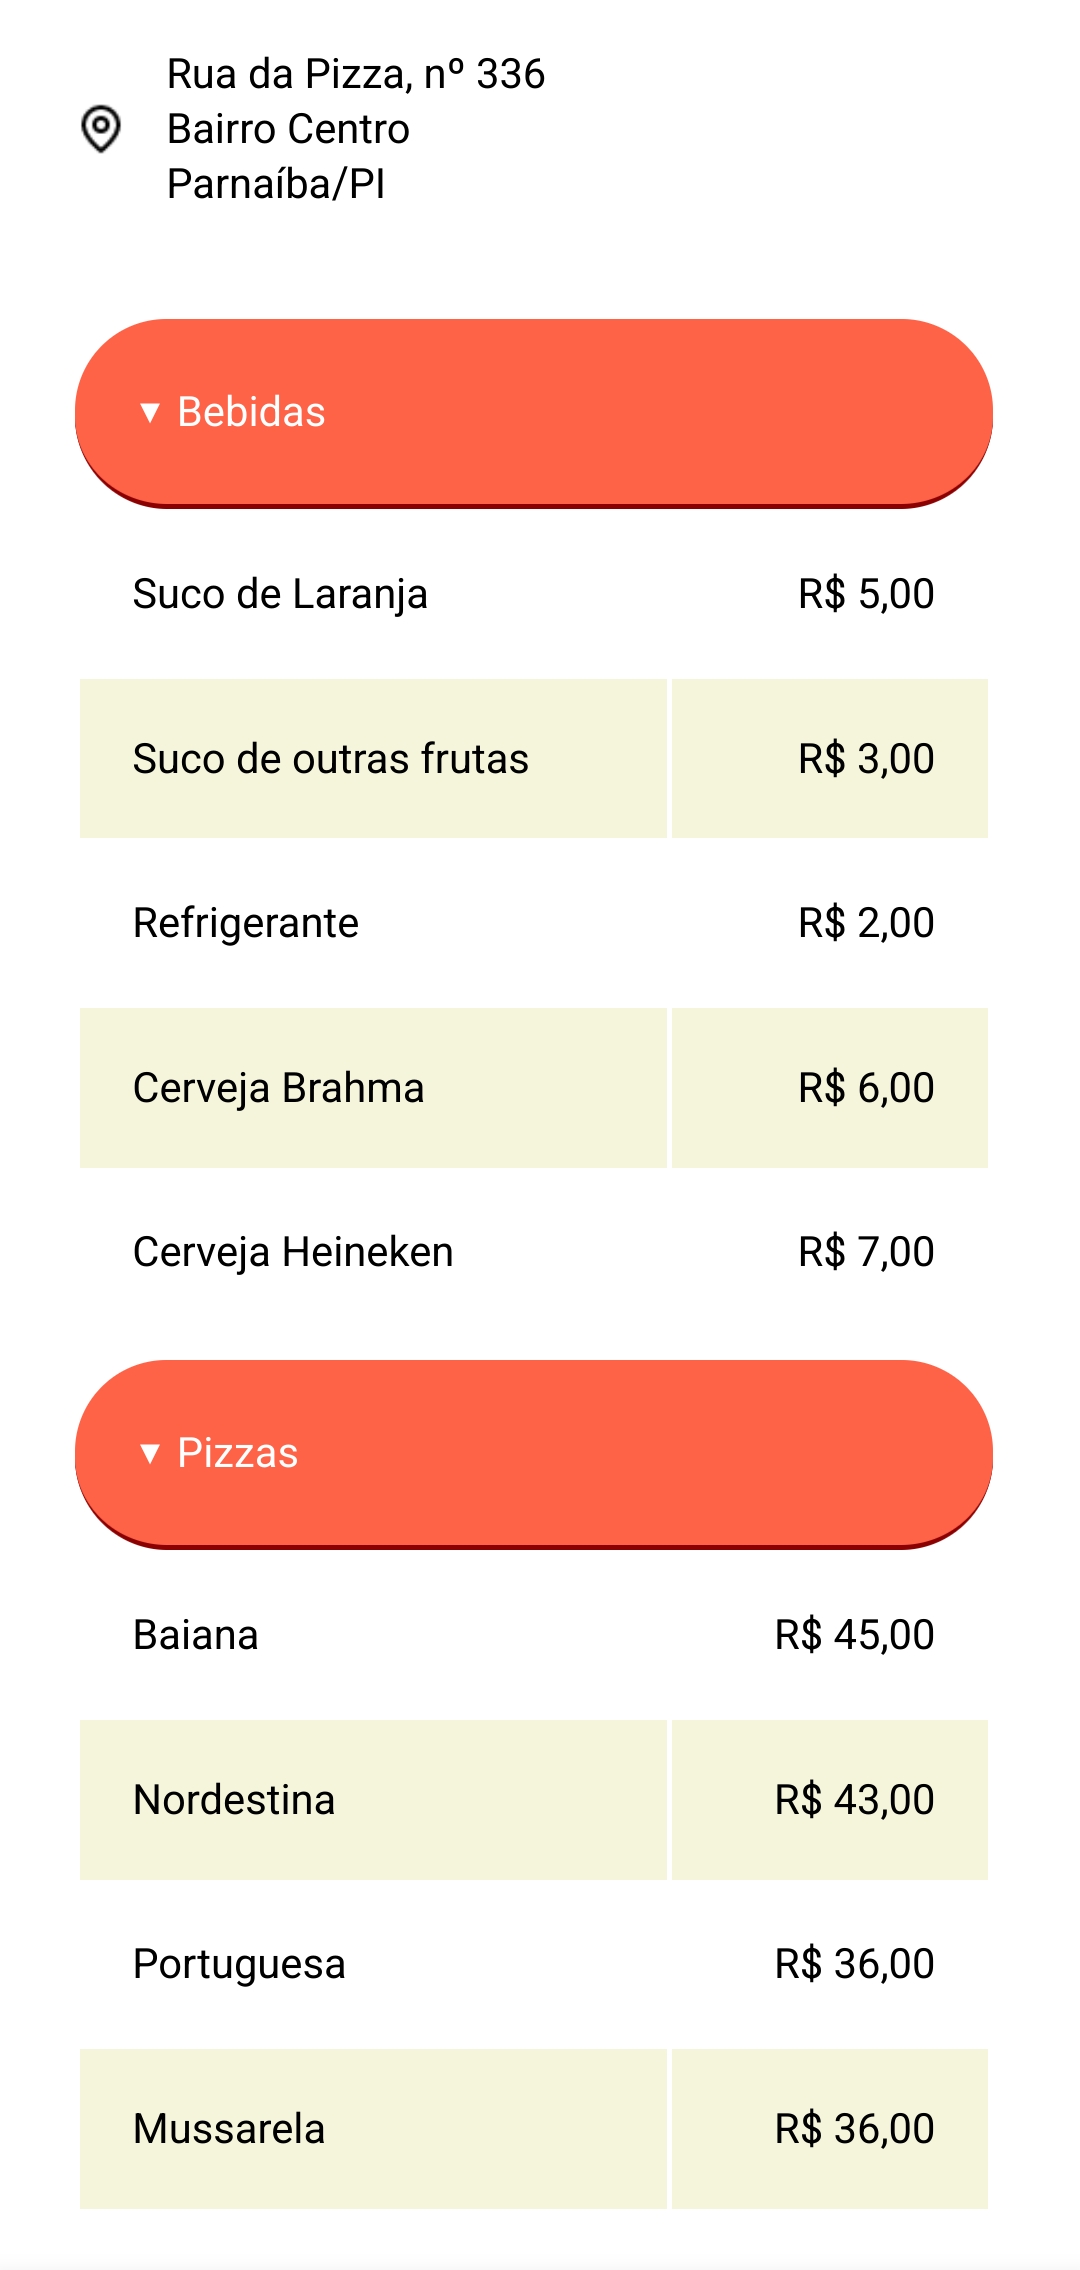 Rua da Pizza, nº 336
Bairro Centro
Parnaíba/PI
▼ Bebidas
Suco de Laranja R$ 5,00
Suco de outras frutas R$ 3,00
Refrigerante R$ 2,00
Cerveja Brahma R$ 6,00
Cerveja Heineken R$ 7,00
▼ Pizzas
Baiana R$ 45,00
Nordestina R$ 43,00
Portuguesa R$ 36,00
Mussarela R$ 36,00